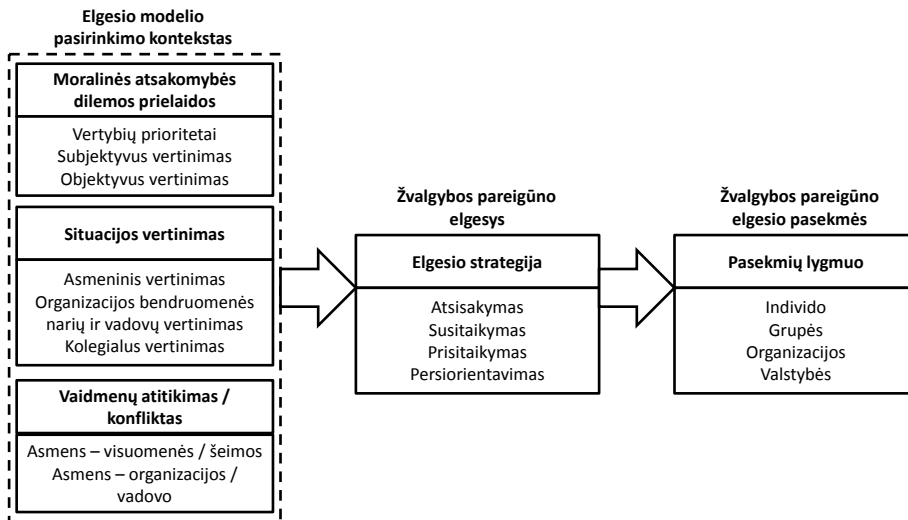 Elgesio modelio
pasirinkimo kontekstas
Moralinės atsakomybės
dilemos prielaidos
Vertybių prioritetai
Subjektyvus vertinimas
Objektyvus vertinimas
Situacijos vertinimas
Asmeninis vertinimas
Organizacijos bendruomenės
narių ir vadovų vertinimas
Kolegialus vertinimas
Vaidmenų atitikimas /
konfliktas
Asmens – visuomenės / šeimos
Asmens – organizacijos /
vadovo
Žvalgybos pareigūno
elgesys
Elgesio strategija
Atsisakymas
Susitaikymas
Prisitaikymas
Persiorientavimas
Žvalgybos pareigūno
elgesio pasekmės
Pasekmių lygmuo
Individo
Grupės
Organizacijos
Valstybės